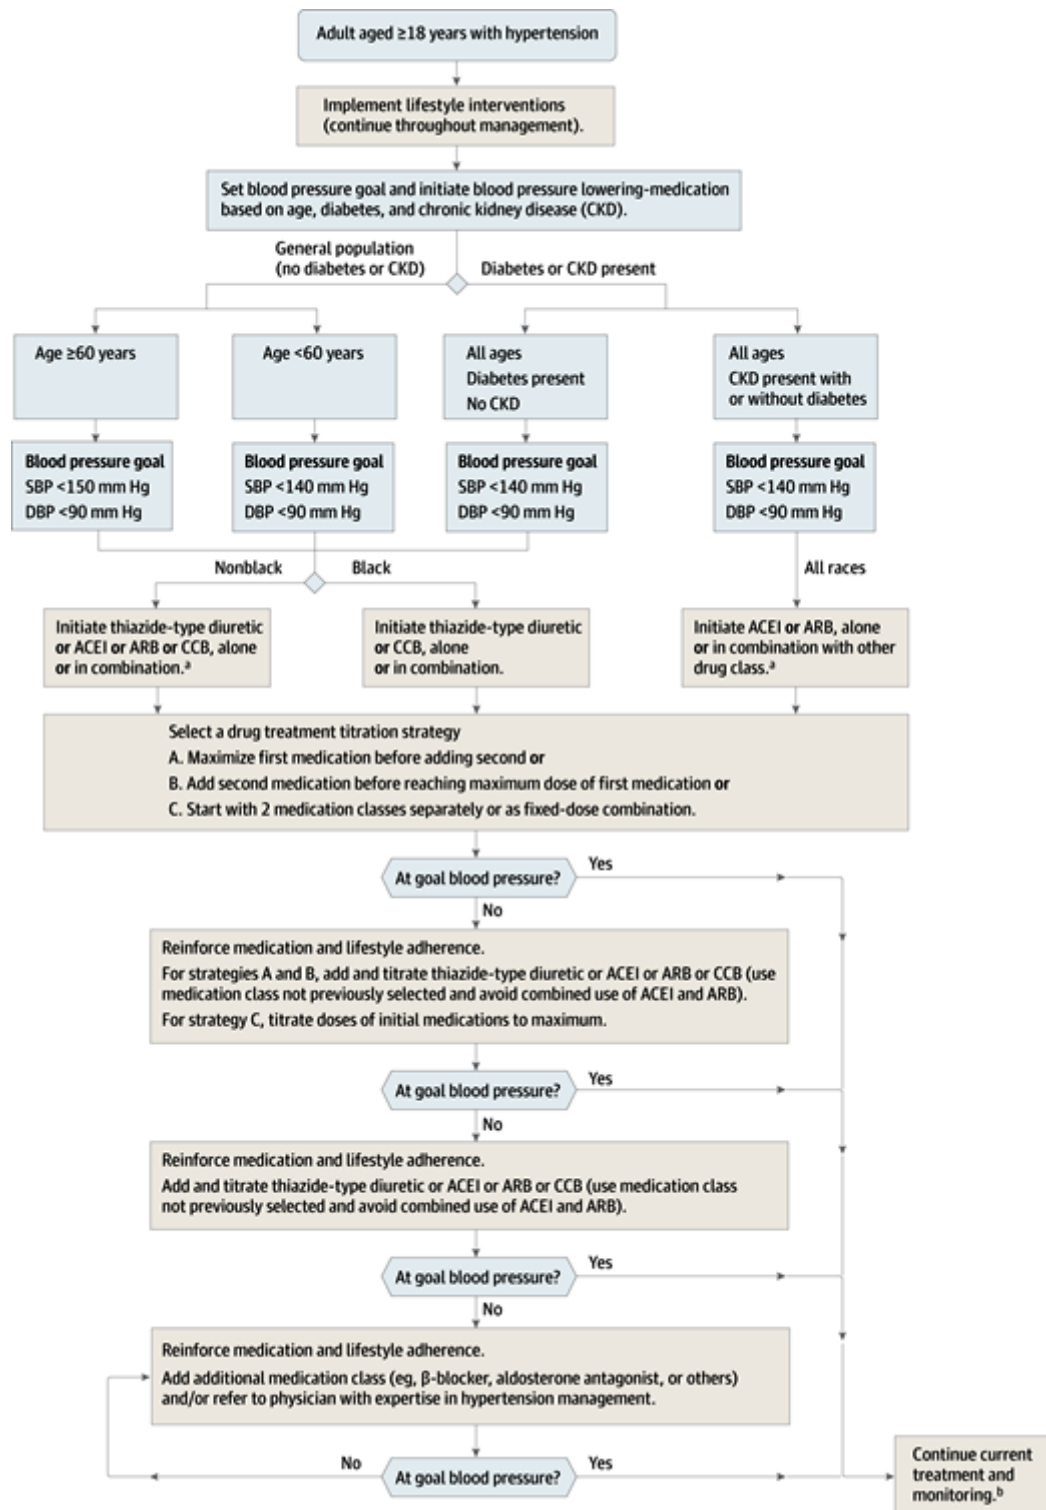 Adult aged ≥18 years with hypertension
Implement lifestyle interventions
(continue throughout management).
Set blood pressure goal and initiate blood pressure lowering-medication
based on age, diabetes, and chronic kidney disease (CKD).
General population
(no diabetes or CKD)
Diabetes or CKD present
Age ≥60 years
Age <60 years
All ages
Diabetes present
No CKD
All ages
CKD present with
or without diabetes
Blood pressure goal
SBP <150 mm Hg
DBP <90 mm Hg
Blood pressure goal
SBP <140 mm Hg
DBP <90 mm Hg
Blood pressure goal
SBP <140 mm Hg
DBP <90 mm Hg
Blood pressure goal
SBP <140 mm Hg
DBP <90 mm Hg
Nonblack
Black
All races
Initiate thiazide-type diuretic
or ACEI or ARB or CCB, alone
or in combination.a
Initiate thiazide-type diuretic
or CCB, alone
or in combination.
Initiate ACEI or ARB, alone
or in combination with other
drug class.a
Select a drug treatment titration strategy
A. Maximize first medication before adding second or
B. Add second medication before reaching maximum dose of first medication or
C. Start with 2 medication classes separately or as fixed-dose combination.
At goal blood pressure?
Yes
No
Reinforce medication and lifestyle adherence.
For strategies A and B, add and titrate thiazide-type diuretic or ACEI or ARB or CCB (use
medication class not previously selected and avoid combined use of ACEI and ARB).
For strategy C, titrate doses of initial medications to maximum.
At goal blood pressure?
Yes
No
Reinforce medication and lifestyle adherence.
Add and titrate thiazide-type diuretic or ACEI or ARB or CCB (use medication class
not previously selected and avoid combined use of ACEI and ARB).
At goal blood pressure?
Yes
No
Reinforce medication and lifestyle adherence.
Add additional medication class (eg, β-blocker, aldosterone antagonist, or others)
and/or refer to physician with expertise in hypertension management.
No
At goal blood pressure?
Yes
Continue current
treatment and
monitoring.b